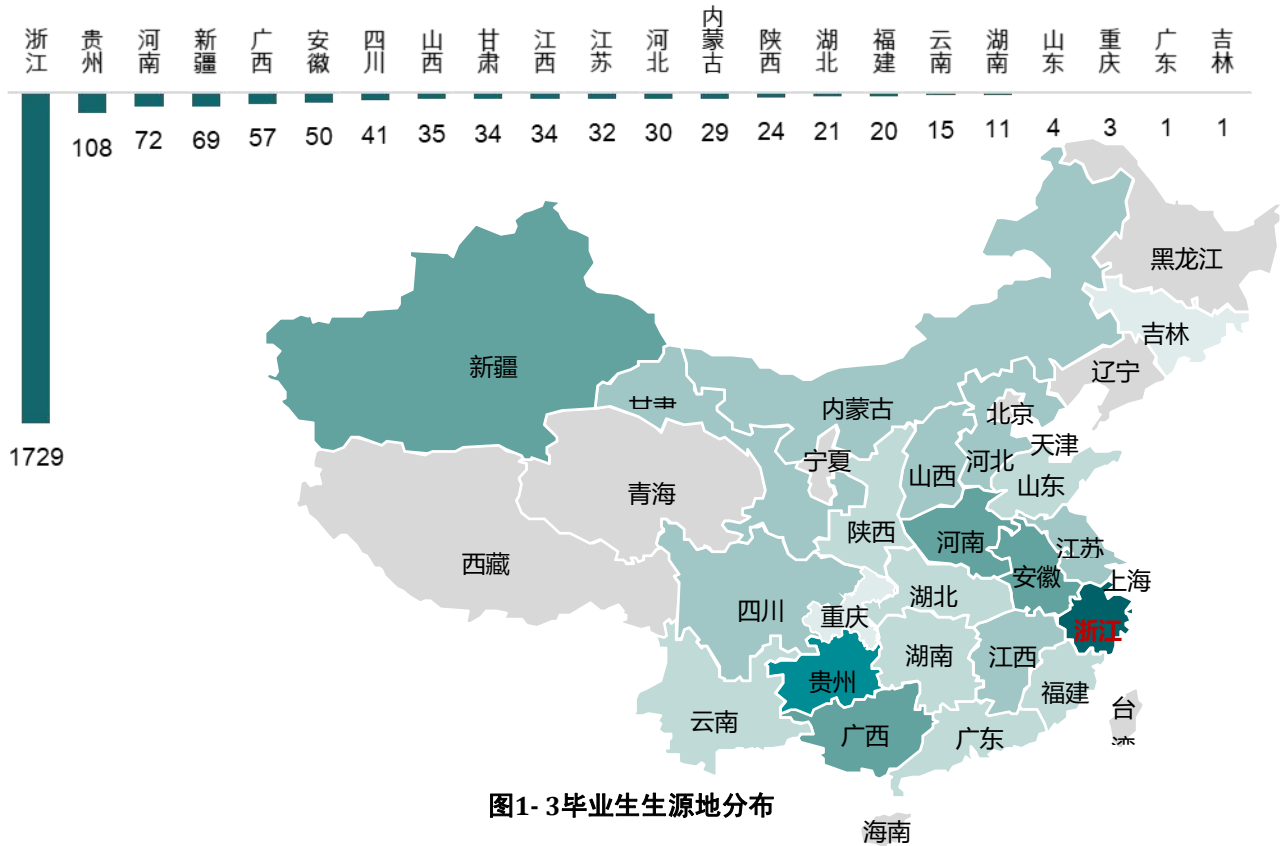 浙江 贵州 河南 新疆 广西 安徽 四川 山西 甘肃 江西 江苏 河北 内蒙古 陕西 湖北 福建 云南 湖南 山东 重庆 广东 吉林
1729 108 72 69 57 50 41 35 34 34 32 30 29 24 21 20 15 11 4 3 1 1
黑龙江
吉林
新疆
辽宁
甘肃
内蒙古
北京
天津
宁夏
河北
山西
山东
青海
陕西
河南
江苏
西藏
安徽
上海
湖北
四川
重庆
浙江
湖南
江西
贵州
福建
云南
台湾
广西
广东
图1- 3毕业生生源地分布
海南